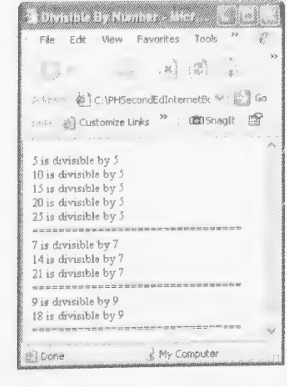 Divisible By Number - Micr...
File Edit View Favorites Tools »
»
C:\PHSecondEdInternetBc Go
Customize Links » SnagIt
5 is divisible by 5
10 is divisible by 5
15 is divisible by 5
20 is divisible by 5
25 is divisible by 5
==================================
7 is divisible by 7
14 is divisible by 7
21 is divisible by 7
==================================
9 is divisible by 9
18 is divisible by 9
==================================
Done My Computer